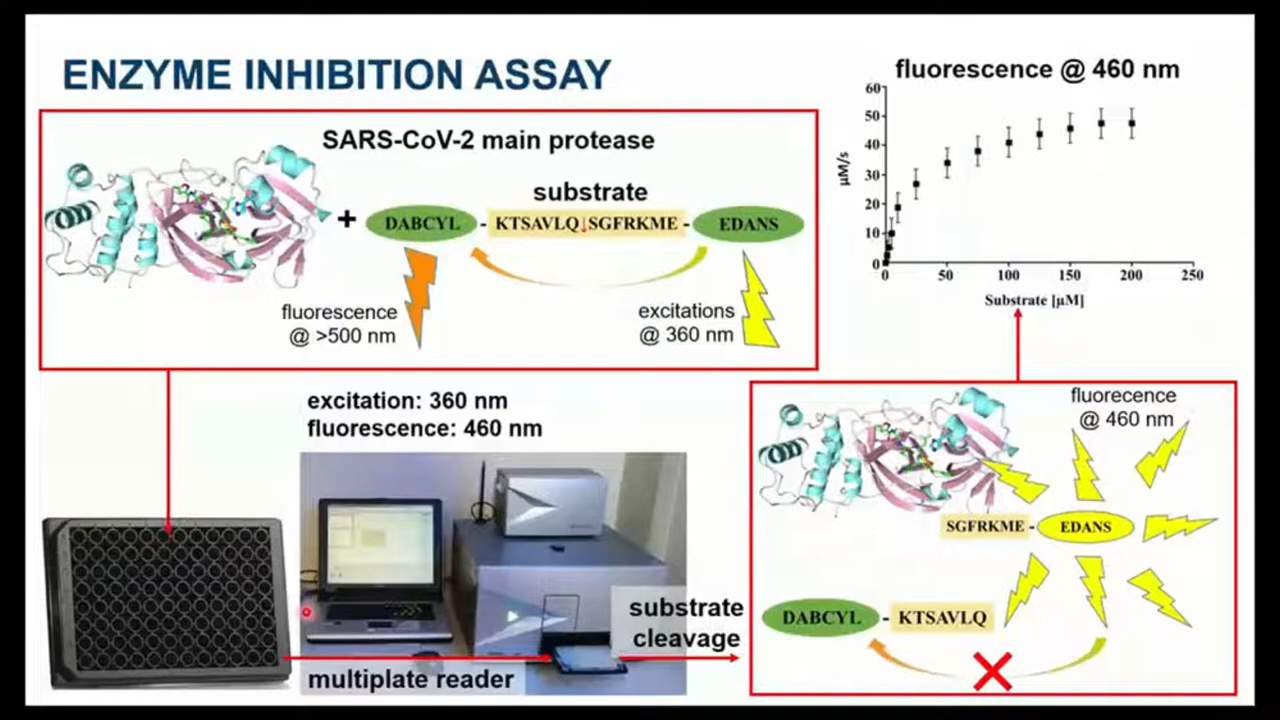 ENZYME INHIBITION ASSAY
SARS-CoV-2 main protease
substrate
+
DABCYL - KTSAVLQ↓SGFRKME - EDANS
fluorescence
@ >500 nm
excitations
@ 360 nm
fluorescence @ 460 nm
60
50
40
30
20
10
0
µM/s
0 50 100 150 200 250
Substrate [µM]
excitation: 360 nm
fluorescence: 460 nm
multiplate reader
substrate
cleavage
fluorecence
@ 460 nm
SGFRKME - EDANS
DABCYL - KTSAVLQ